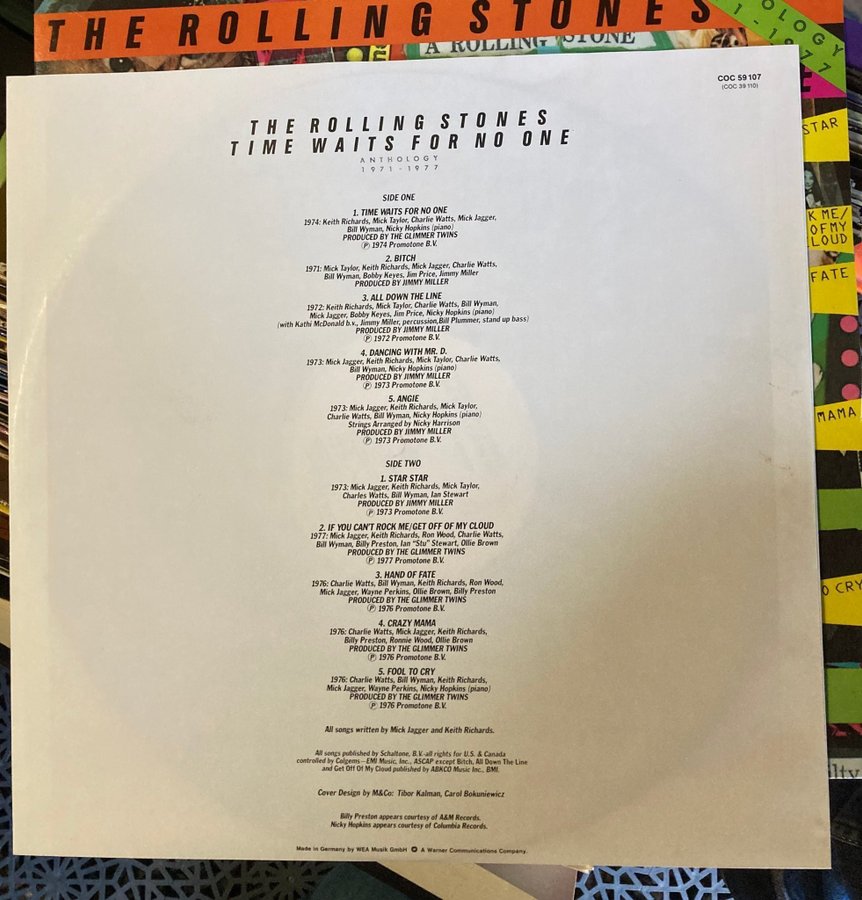 THE ROLLING STONES
A ROLLING STONE
OLOGY
1-1977
COC 59 107
(COC 39 110)
THE ROLLING STONES
TIME WAITS FOR NO ONE
ANTHOLOGY
1971-1977
SIDE ONE
1. TIME WAITS FOR NO ONE
1974: Keith Richards, Mick Taylor, Charlie Watts, Mick Jagger,
Bill Wyman, Nicky Hopkins (piano)
PRODUCED BY THE GLIMMER TWINS
Ⓟ 1974 Promotone B.V.
2. BITCH
1971: Mick Taylor, Keith Richards, Mick Jagger, Charlie Watts,
Bill Wyman, Bobby Keyes, Jim Price, Jimmy Miller
PRODUCED BY JIMMY MILLER
3. ALL DOWN THE LINE
1972: Keith Richards, Mick Taylor, Charlie Watts, Bill Wyman,
Mick Jagger, Bobby Keyes, Jim Price, Nicky Hopkins (piano)
(with Kathi McDonald b.v., Jimmy Miller, percussion,Bill Plummer, stand up bass)
PRODUCED BY JIMMY MILLER
Ⓟ 1972 Promotone B.V.
4. DANCING WITH MR. D.
1973: Mick Jagger, Keith Richards, Mick Taylor, Charlie Watts,
Bill Wyman, Nicky Hopkins (piano)
PRODUCED BY JIMMY MILLER
Ⓟ 1973 Promotone B.V.
5. ANGIE
1973: Mick Jagger, Keith Richards, Mick Taylor,
Charlie Watts, Bill Wyman, Nicky Hopkins (piano)
Strings Arranged by Nicky Harrison
PRODUCED BY JIMMY MILLER
Ⓟ 1973 Promotone B.V.
SIDE TWO
1. STAR STAR
1973: Mick Jagger, Keith Richards, Mick Taylor,
Charles Watts, Bill Wyman, Ian Stewart
PRODUCED BY JIMMY MILLER
Ⓟ 1973 Promotone B.V.
2. IF YOU CAN'T ROCK ME/GET OFF OF MY CLOUD
1977: Mick Jagger, Keith Richards, Ron Wood, Charlie Watts,
Bill Wyman, Billy Preston, Ian "Stu" Stewart, Ollie Brown
PRODUCED BY THE GLIMMER TWINS
Ⓟ 1977 Promotone B.V.
3. HAND OF FATE
1976: Charlie Watts, Bill Wyman, Keith Richards, Ron Wood,
Mick Jagger, Wayne Perkins, Ollie Brown, Billy Preston
PRODUCED BY THE GLIMMER TWINS
Ⓟ 1976 Promotone B.V.
4. CRAZY MAMA
1976: Charlie Watts, Mick Jagger, Keith Richards,
Billy Preston, Ronnie Wood, Ollie Brown
PRODUCED BY THE GLIMMER TWINS
Ⓟ 1976 Promotone B.V.
5. FOOL TO CRY
1976: Charlie Watts, Bill Wyman, Keith Richards,
Mick Jagger, Wayne Perkins, Nicky Hopkins (piano)
PRODUCED BY THE GLIMMER TWINS
Ⓟ 1976 Promotone B.V.
All songs written by Mick Jagger and Keith Richards.
All songs published by Schaltone, B.V.-all rights for U.S. & Canada
controlled by Colgems—EMI Music, Inc., ASCAP except Bitch, All Down The Line
and Get Off Of My Cloud published by ABKCO Music Inc., BMI.
Cover Design by M&Co: Tibor Kalman, Carol Bokuniewicz
Billy Preston appears courtesy of A&M Records.
Nicky Hopkins appears courtesy of Columbia Records.
Made in Germany by WEA Musik GmbH A Warner Communications Company.
STAR
K ME/
OF MY
LOUD
FATE
MAMA
O CRY